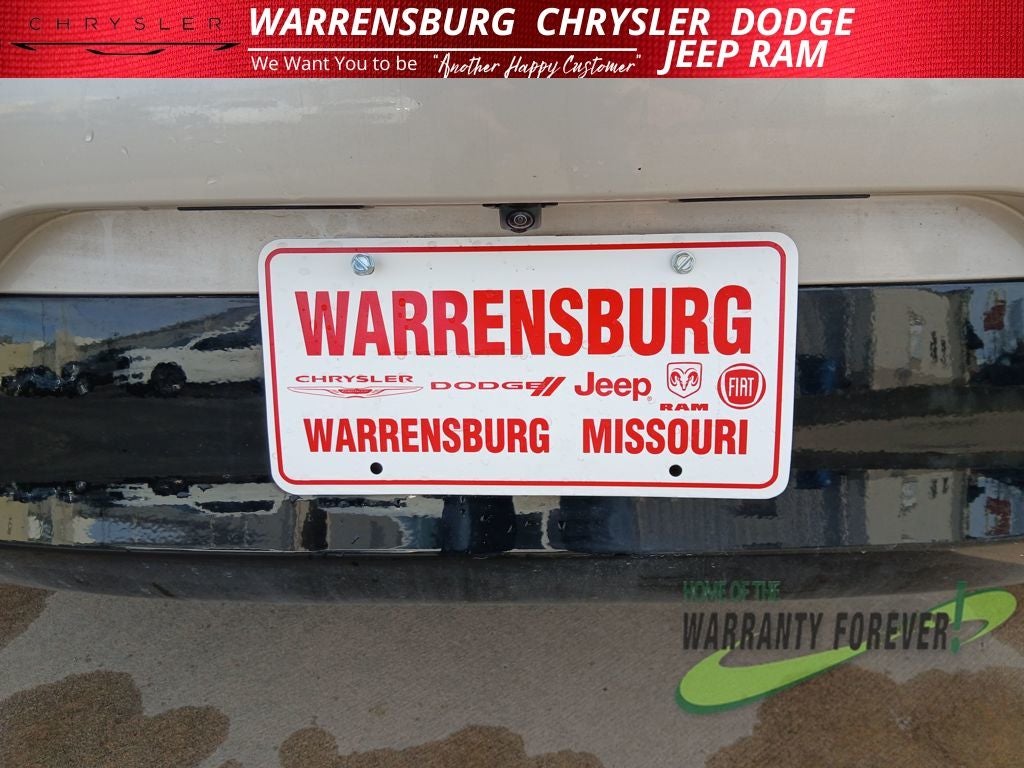 CHRYSLER
WARRENSBURG CHRYSLER DODGE
JEEP RAM
We Want You to be "Another Happy Customer"
WARRENSBURG
CHRYSLER DODGE Jeep RAM FIAT
WARRENSBURG MISSOURI
HOME OF THE
WARRANTY FOREVER!